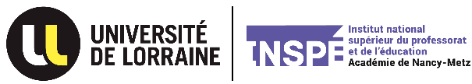 UNIVERSITÉ
DE LORRAINE
INSPÉ
Institut national
supérieur du professorat
et de l'éducation
Académie de Nancy-Metz